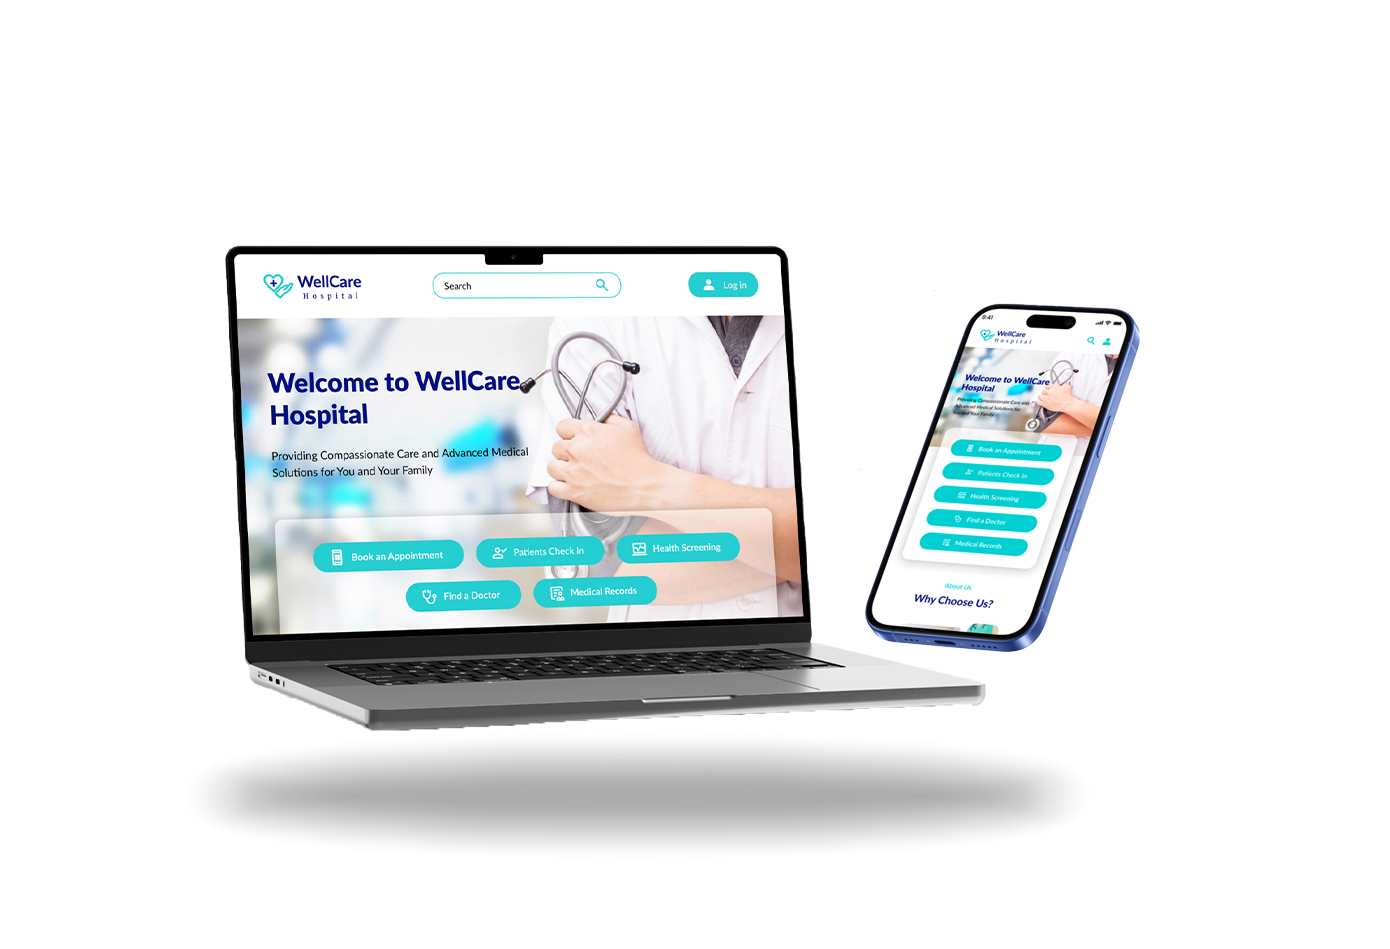 WellCare
Hospital
Search
Log in
Welcome to WellCare
Hospital
Providing Compassionate Care and Advanced Medical
Solutions for You and Your Family
Book an Appointment
Patients Check In
Health Screening
Find a Doctor
Medical Records
9:41
WellCare
Hospital
Welcome to WellCare
Hospital
Providing Compassionate Care and
Advanced Medical Solutions for
You and Your Family
Book an Appointment
Patients Check In
Health Screening
Find a Doctor
Medical Records
About Us
Why Choose Us?